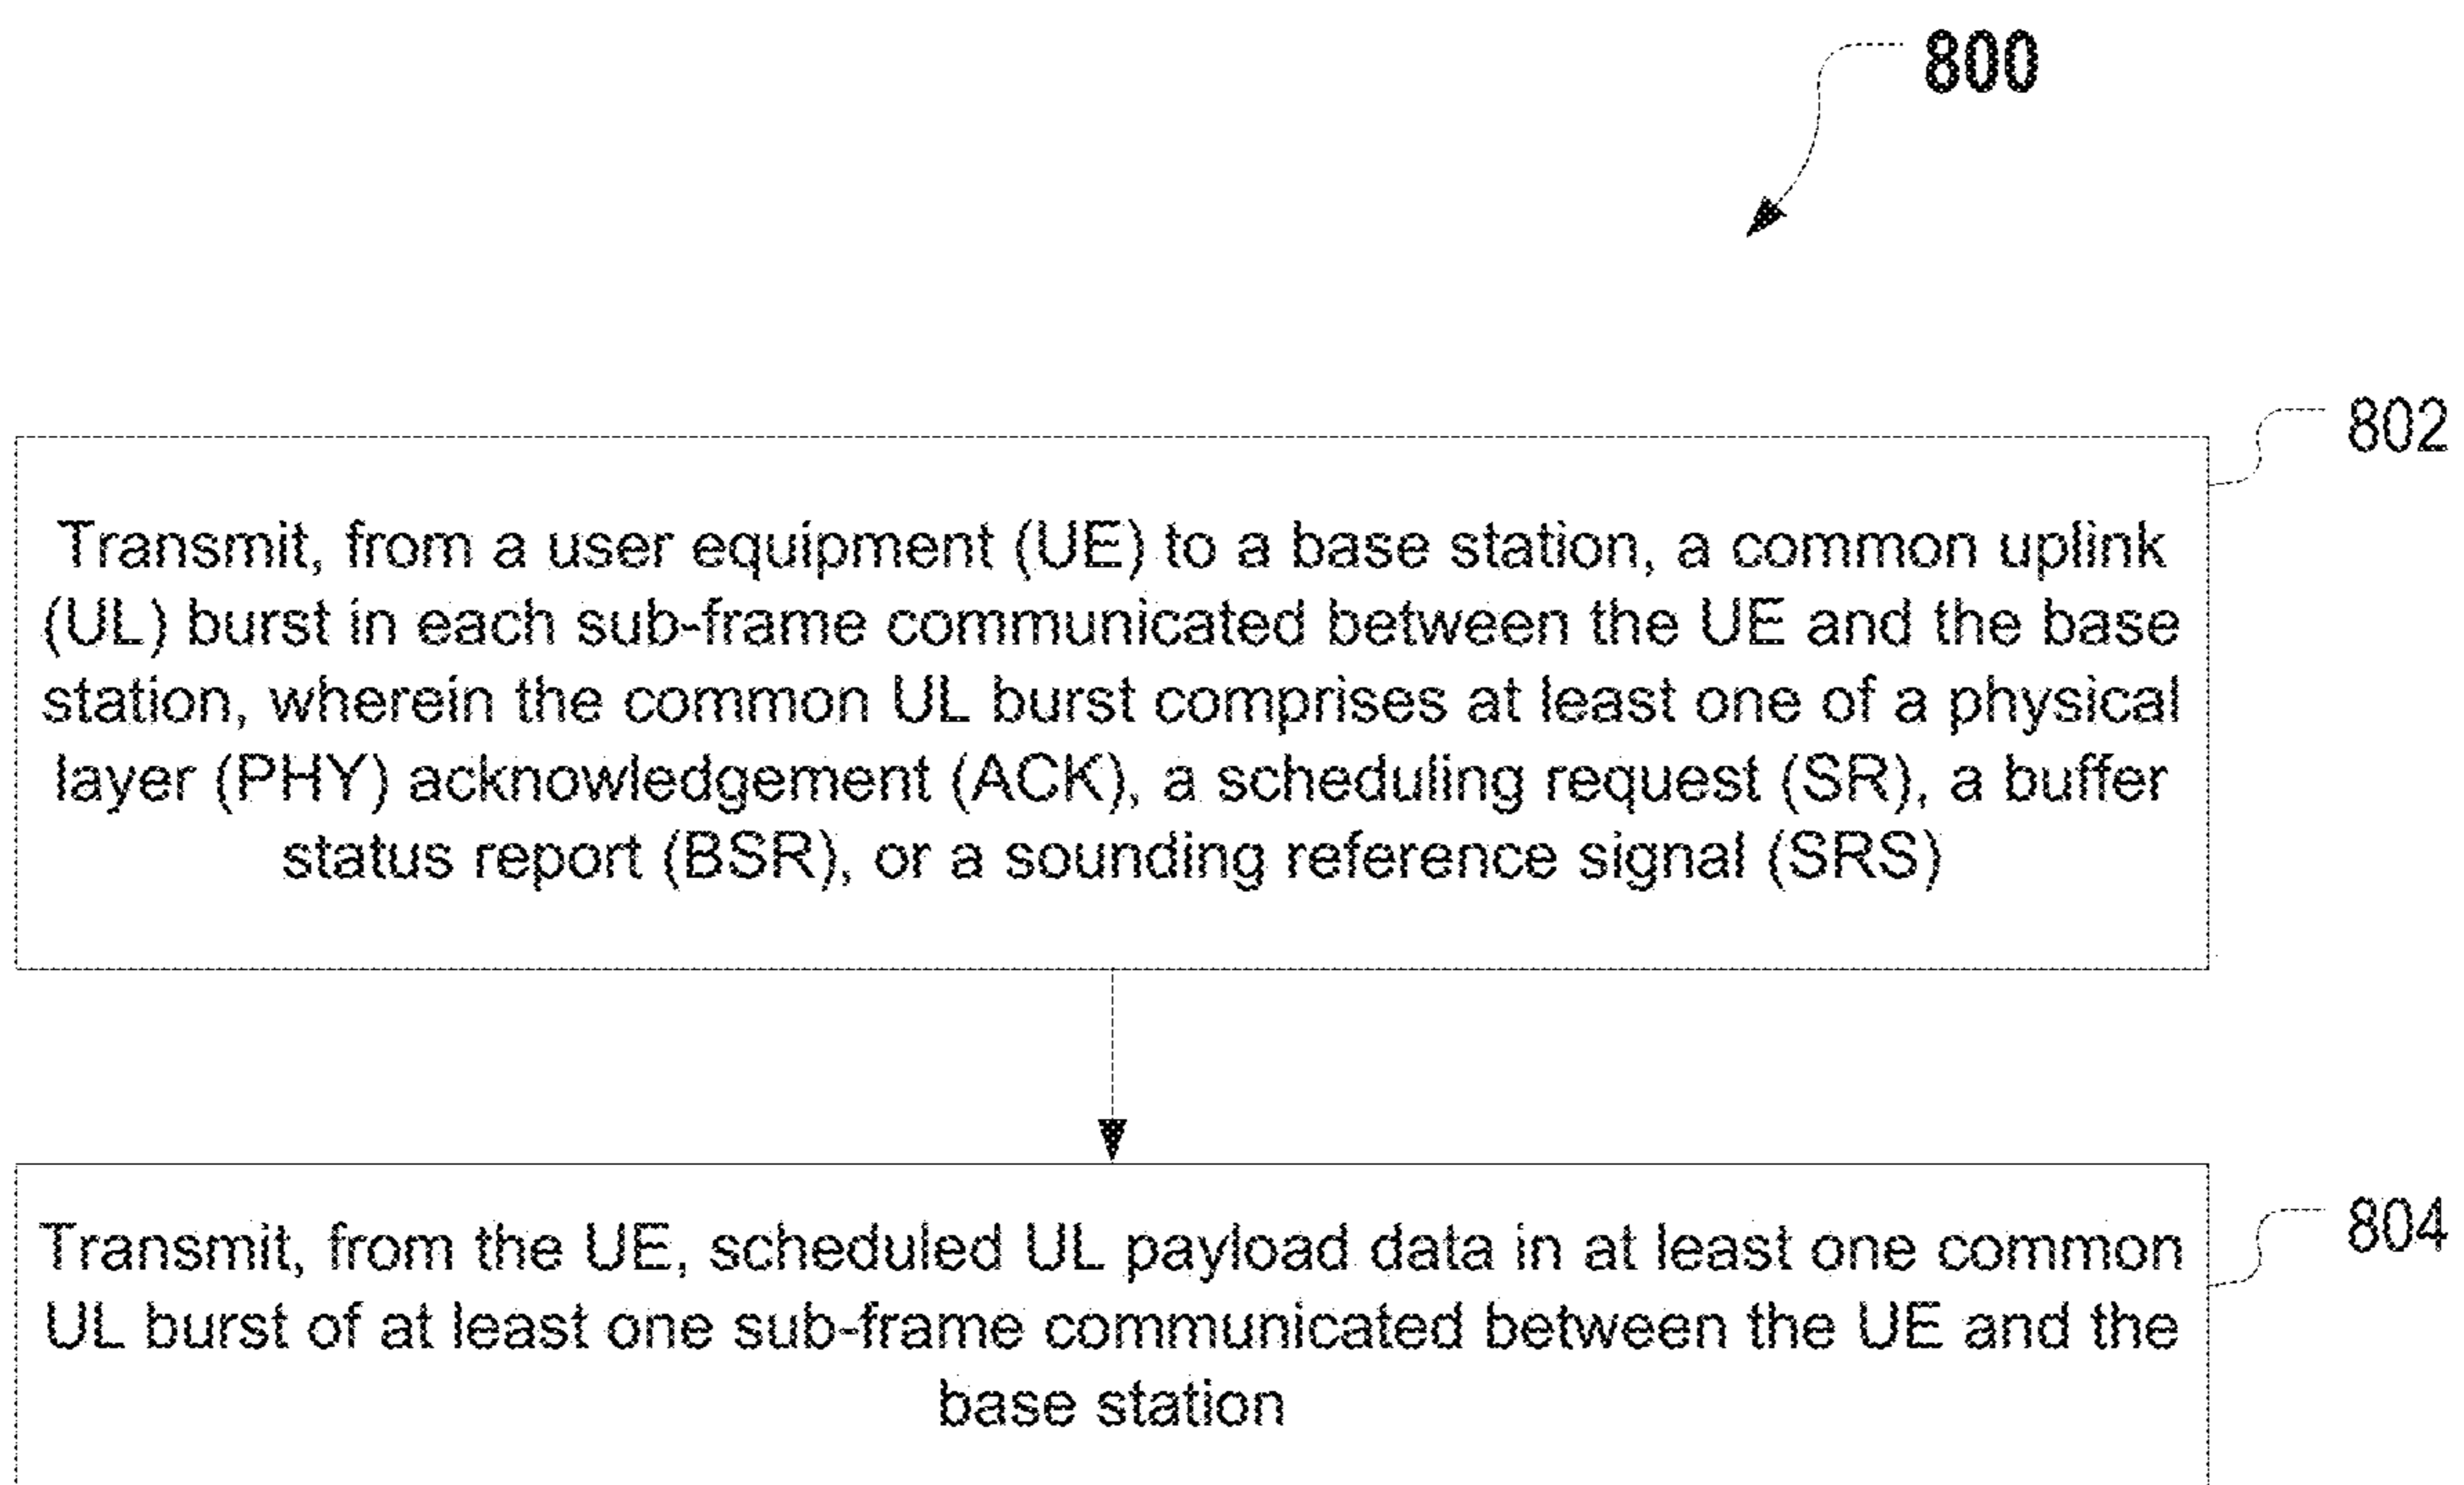 800
802
Transmit, from a user equipment (UE) to a base station, a common uplink
(UL) burst in each sub-frame communicated between the UE and the base
station, wherein the common UL burst comprises at least one of a physical
layer (PHY) acknowledgement (ACK), a scheduling request (SR), a buffer
status report (BSR), or a sounding reference signal (SRS)
804
Transmit, from the UE, scheduled UL payload data in at least one common
UL burst of at least one sub-frame communicated between the UE and the
base station